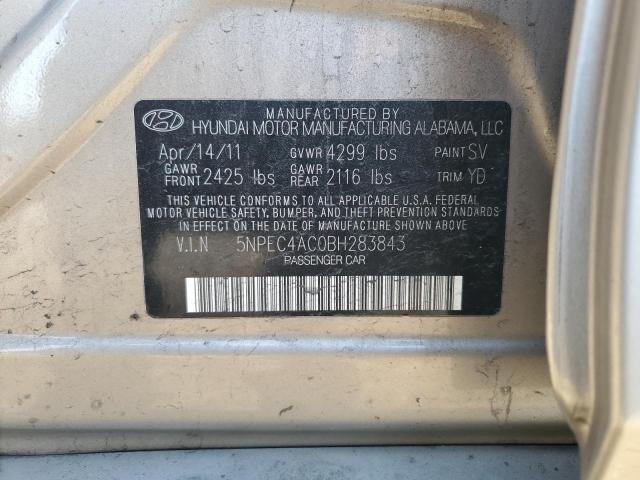 MANUFACTURED BY
HYUNDAI MOTOR MANUFACTURING ALABAMA, LLC
Apr/14/11 GVWR 4299 lbs PAINT SV
GAWR FRONT 2425 lbs GAWR REAR 2116 lbs TRIM YD
THIS VEHICLE CONFORMS TO ALL APPLICABLE U.S.A. FEDERAL
MOTOR VEHICLE SAFETY, BUMPER, AND THEFT PREVENTION STANDARDS
IN EFFECT ON THE DATE OF MANUFACTURE SHOWN ABOVE.
V.I.N 5NPEC4AC0BH283843
PASSENGER CAR